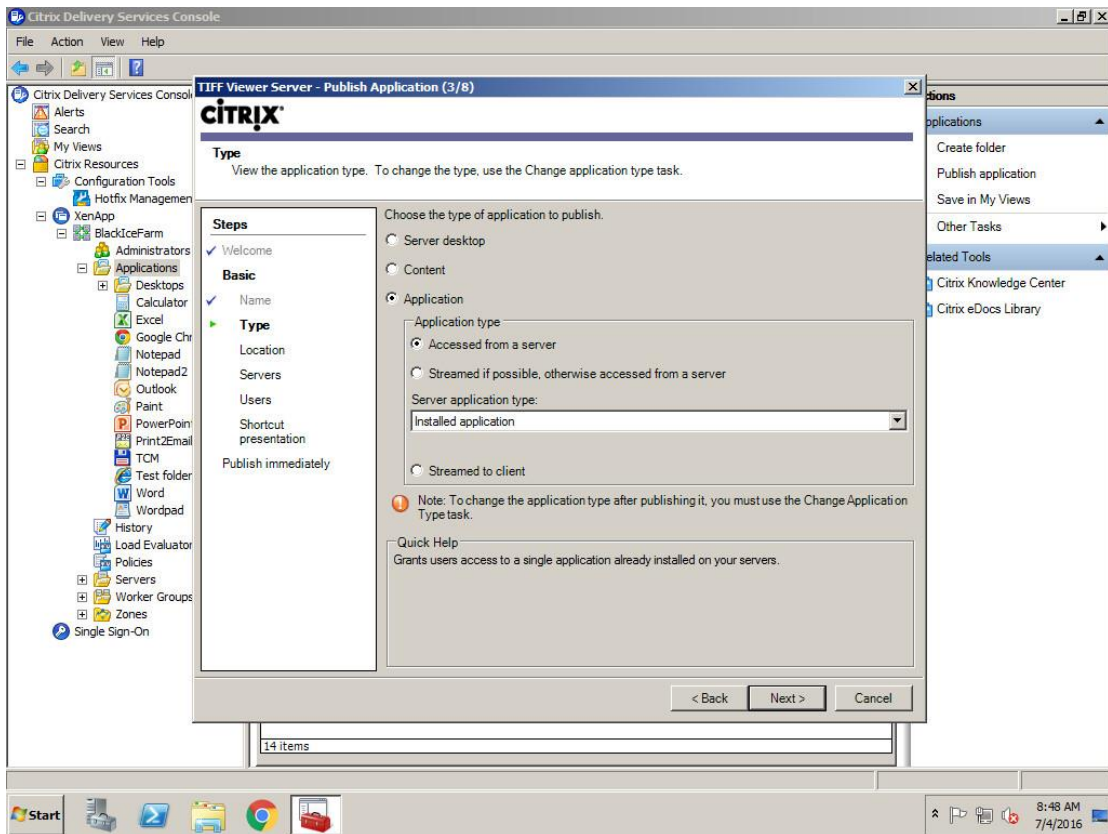 Citrix Delivery Services Console
File Action View Help
Citrix Delivery Services Consol
Alerts
Search
My Views
Citrix Resources
Configuration Tools
Hotfix Managemen
XenApp
BlackIceFarm
Administrators
Applications
Desktops
Calculator
Excel
Google Chr
Notepad
Notepad2
Outlook
Paint
PowerPoin
Print2Email
TCM
Test folder
Word
Wordpad
History
Load Evaluator
Policies
Servers
Worker Groups
Zones
Single Sign-On
TIFF Viewer Server - Publish Application (3/8)
CITRIX
Type
View the application type. To change the type, use the Change application type task.
Steps
Welcome
Basic
Name
Type
Location
Servers
Users
Shortcut
presentation
Publish immediately
Choose the type of application to publish.
Server desktop
Content
Application
Application type
Accessed from a server
Streamed if possible, otherwise accessed from a server
Server application type:
Installed application
Streamed to client
Note: To change the application type after publishing it, you must use the Change Application
Type task.
Quick Help
Grants users access to a single application already installed on your servers.
< Back Next > Cancel
14 items
ctions
pplications
Create folder
Publish application
Save in My Views
Other Tasks
elated Tools
Citrix Knowledge Center
Citrix eDocs Library
Start
8:48 AM
7/4/2016